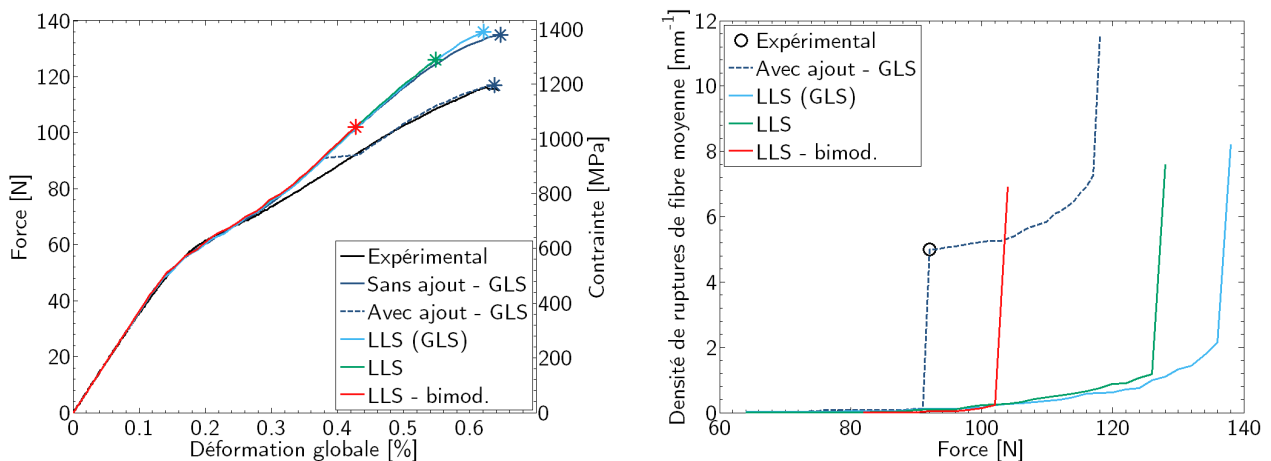 140
120
100
80
60
40
20
0
Force [N]
0
0.1
0.2
0.3
0.4
0.5
0.6
Déformation globale [%]
1400
1200
1000
800
600
400
200
0
Contrainte [MPa]
Expérimental
Sans ajout - GLS
Avec ajout - GLS
LLS (GLS)
LLS
LLS - bimod.
12
10
8
6
4
2
0
Densité de ruptures de fibre moyenne [mm⁻¹]
60
80
100
120
140
Force [N]
Expérimental
Avec ajout - GLS
LLS (GLS)
LLS
LLS - bimod.